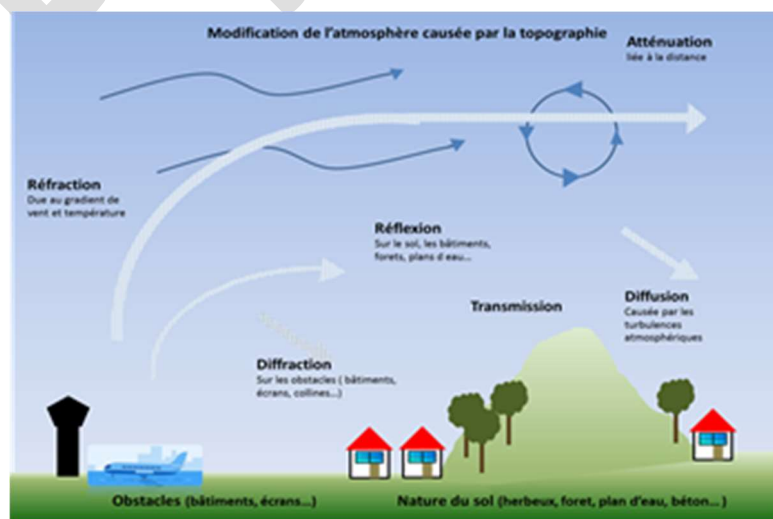 Modification de l'atmosphère causée par la topographie
Atténuation
liée à la distance
Réfraction
Due au gradient de
vent et température
Réflexion
Sur le sol, les bâtiments,
forets, plans d eau...
Transmission
Diffusion
Causée par les
turbulences
atmosphériques
Diffraction
Sur les obstacles ( bâtiments,
écrans, collines...)
Obstacles (bâtiments, écrans...)
Nature du sol (herbeux, foret, plan d'eau, béton... )